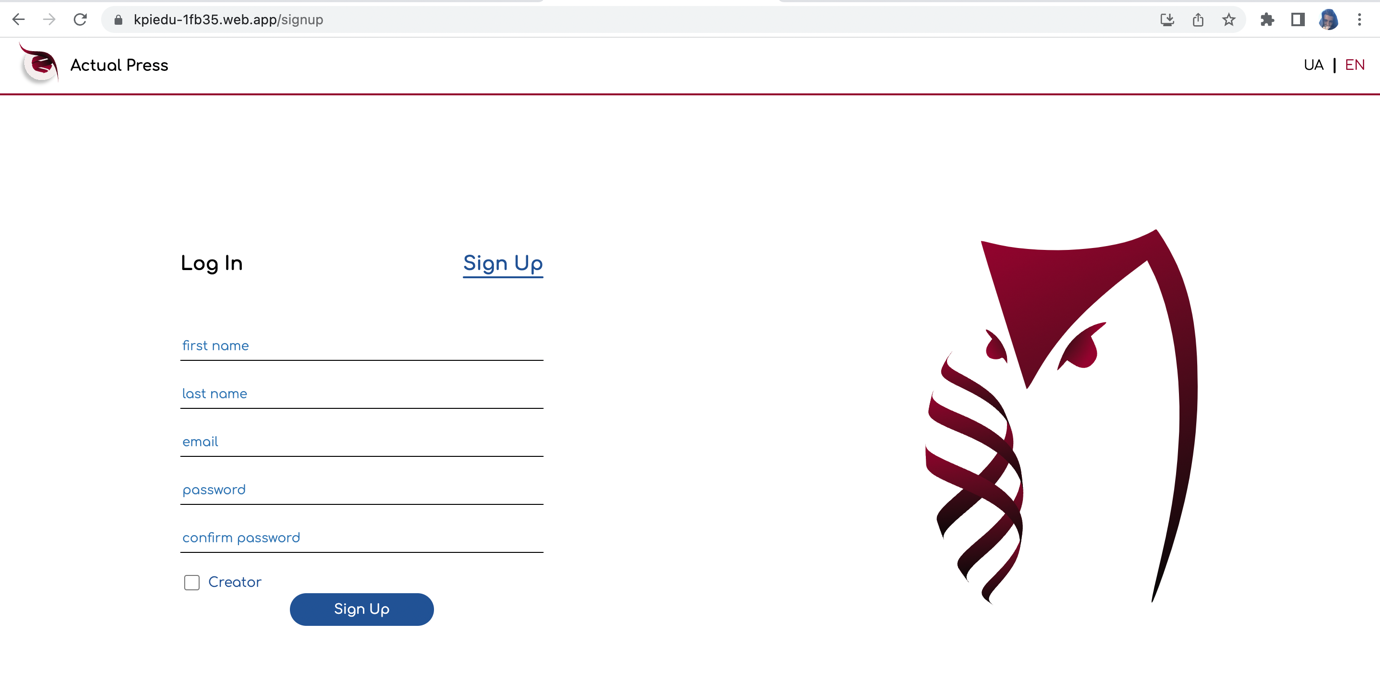 kpiedu-1fb35.web.app/signup
Actual Press
UA | EN
Log In
Sign Up
first name
last name
email
password
confirm password
Creator
Sign Up